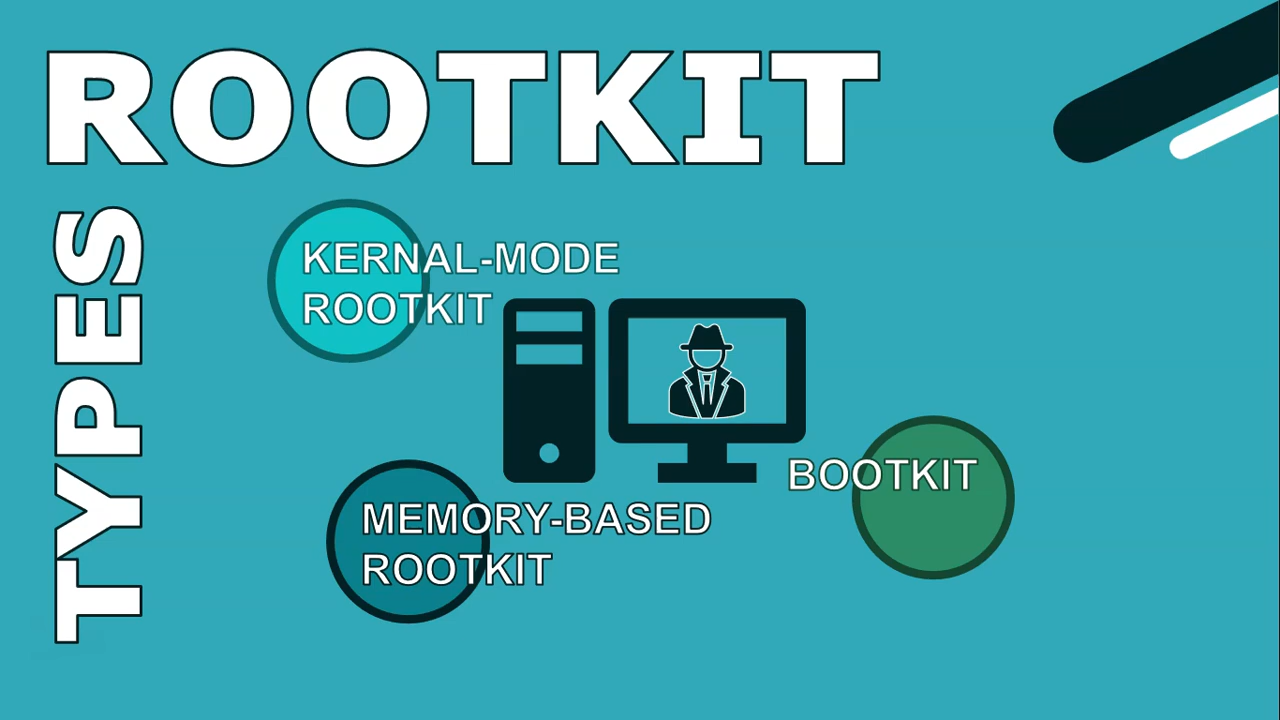 ROOTKIT
TYPES
KERNAL-MODE
ROOTKIT
BOOTKIT
MEMORY-BASED
ROOTKIT